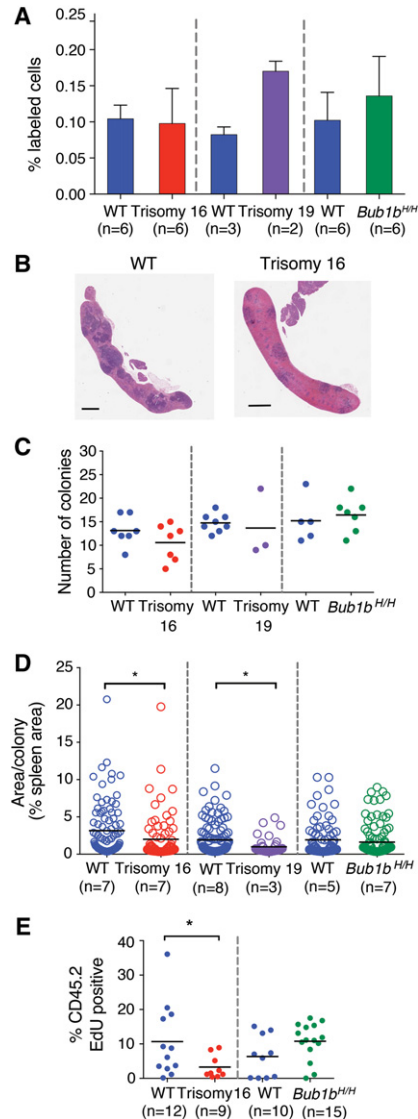 A
% labeled cells
0.25
0.20
0.15
0.10
0.05
0.00
WT Trisomy 16 WT Trisomy 19 WT Bub1b^H/H
(n=6) (n=6) (n=3) (n=2) (n=6) (n=6)
B
WT Trisomy 16
C
Number of colonies
30
25
20
15
10
5
0
WT Trisomy WT Trisomy WT Bub1b^H/H
16 19
D
Area/colony
(% spleen area)
25
20
15
10
5
0
* *
WT Trisomy 16 WT Trisomy 19 WT Bub1b^H/H
(n=7) (n=7) (n=8) (n=3) (n=5) (n=7)
E
% CD45.2
EdU positive
40
30
20
10
0
*
WT Trisomy16 WT Bub1b^H/H
(n=12) (n=9) (n=10) (n=15)